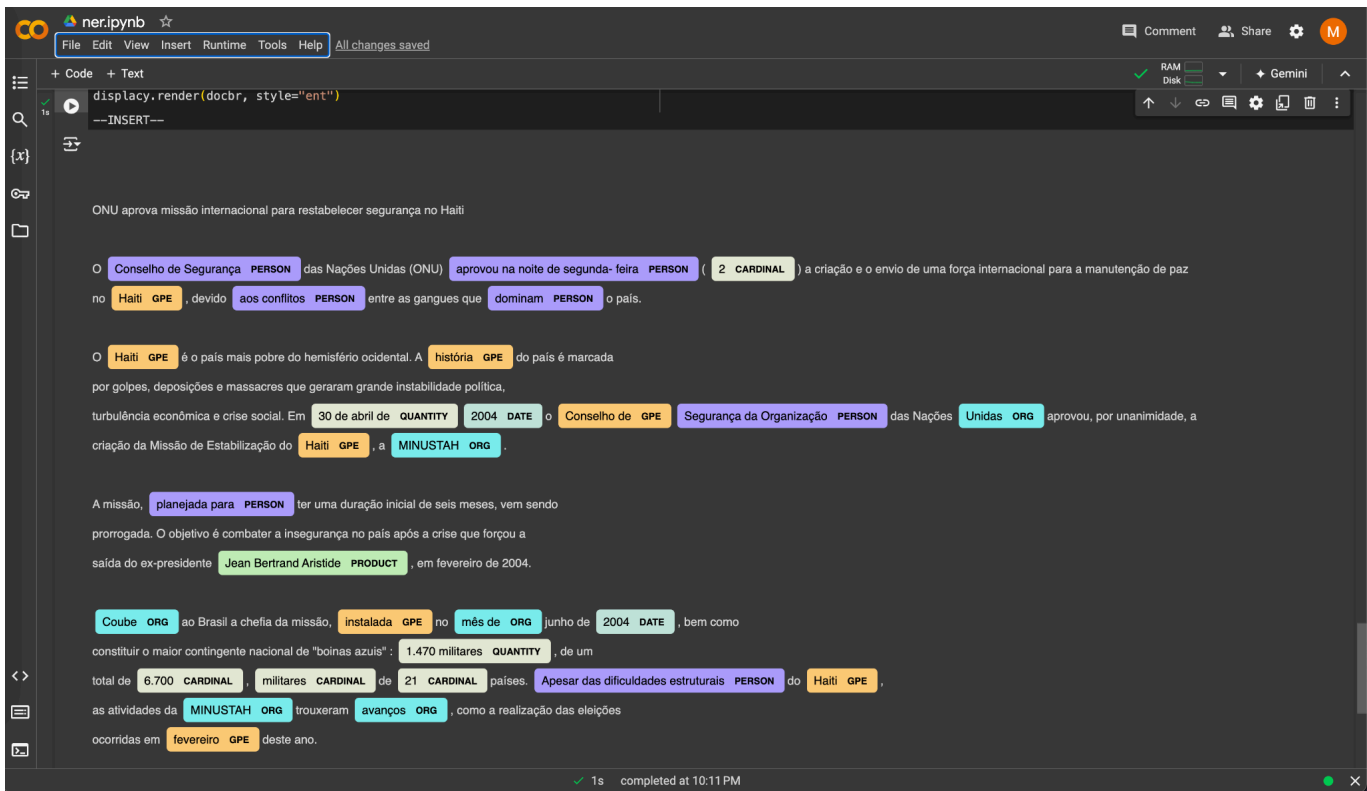 CO
ner.ipynb
File Edit View Insert Runtime Tools Help All changes saved
Comment Share M
+ Code + Text
RAM
Disk
Gemini
1s
displacy.render(docbr, style="ent")
--INSERT--
{x}
ONU aprova missão internacional para restabelecer segurança no Haiti
O Conselho de Segurança PERSON das Nações Unidas (ONU) aprovou na noite de segunda- feira PERSON ( 2 CARDINAL ) a criação e o envio de uma força internacional para a manutenção de paz
no Haiti GPE , devido aos conflitos PERSON entre as gangues que dominam PERSON o país.
O Haiti GPE é o país mais pobre do hemisfério ocidental. A história GPE do país é marcada
por golpes, deposições e massacres que geraram grande instabilidade política,
turbulência econômica e crise social. Em 30 de abril de QUANTITY 2004 DATE o Conselho de GPE Segurança da Organização PERSON das Nações Unidas ORG aprovou, por unanimidade, a
criação da Missão de Estabilização do Haiti GPE , a MINUSTAH ORG .
A missão, planejada para PERSON ter uma duração inicial de seis meses, vem sendo
prorrogada. O objetivo é combater a insegurança no país após a crise que forçou a
saída do ex-presidente Jean Bertrand Aristide PRODUCT , em fevereiro de 2004.
Coube ORG ao Brasil a chefia da missão, instalada GPE no mês de ORG junho de 2004 DATE , bem como
constituir o maior contingente nacional de "boinas azuis" : 1.470 militares QUANTITY , de um
total de 6.700 CARDINAL , militares CARDINAL de 21 CARDINAL países. Apesar das dificuldades estruturais PERSON do Haiti GPE ,
as atividades da MINUSTAH ORG trouxeram avanços ORG , como a realização das eleições
ocorridas em fevereiro GPE deste ano.
1s completed at 10:11 PM